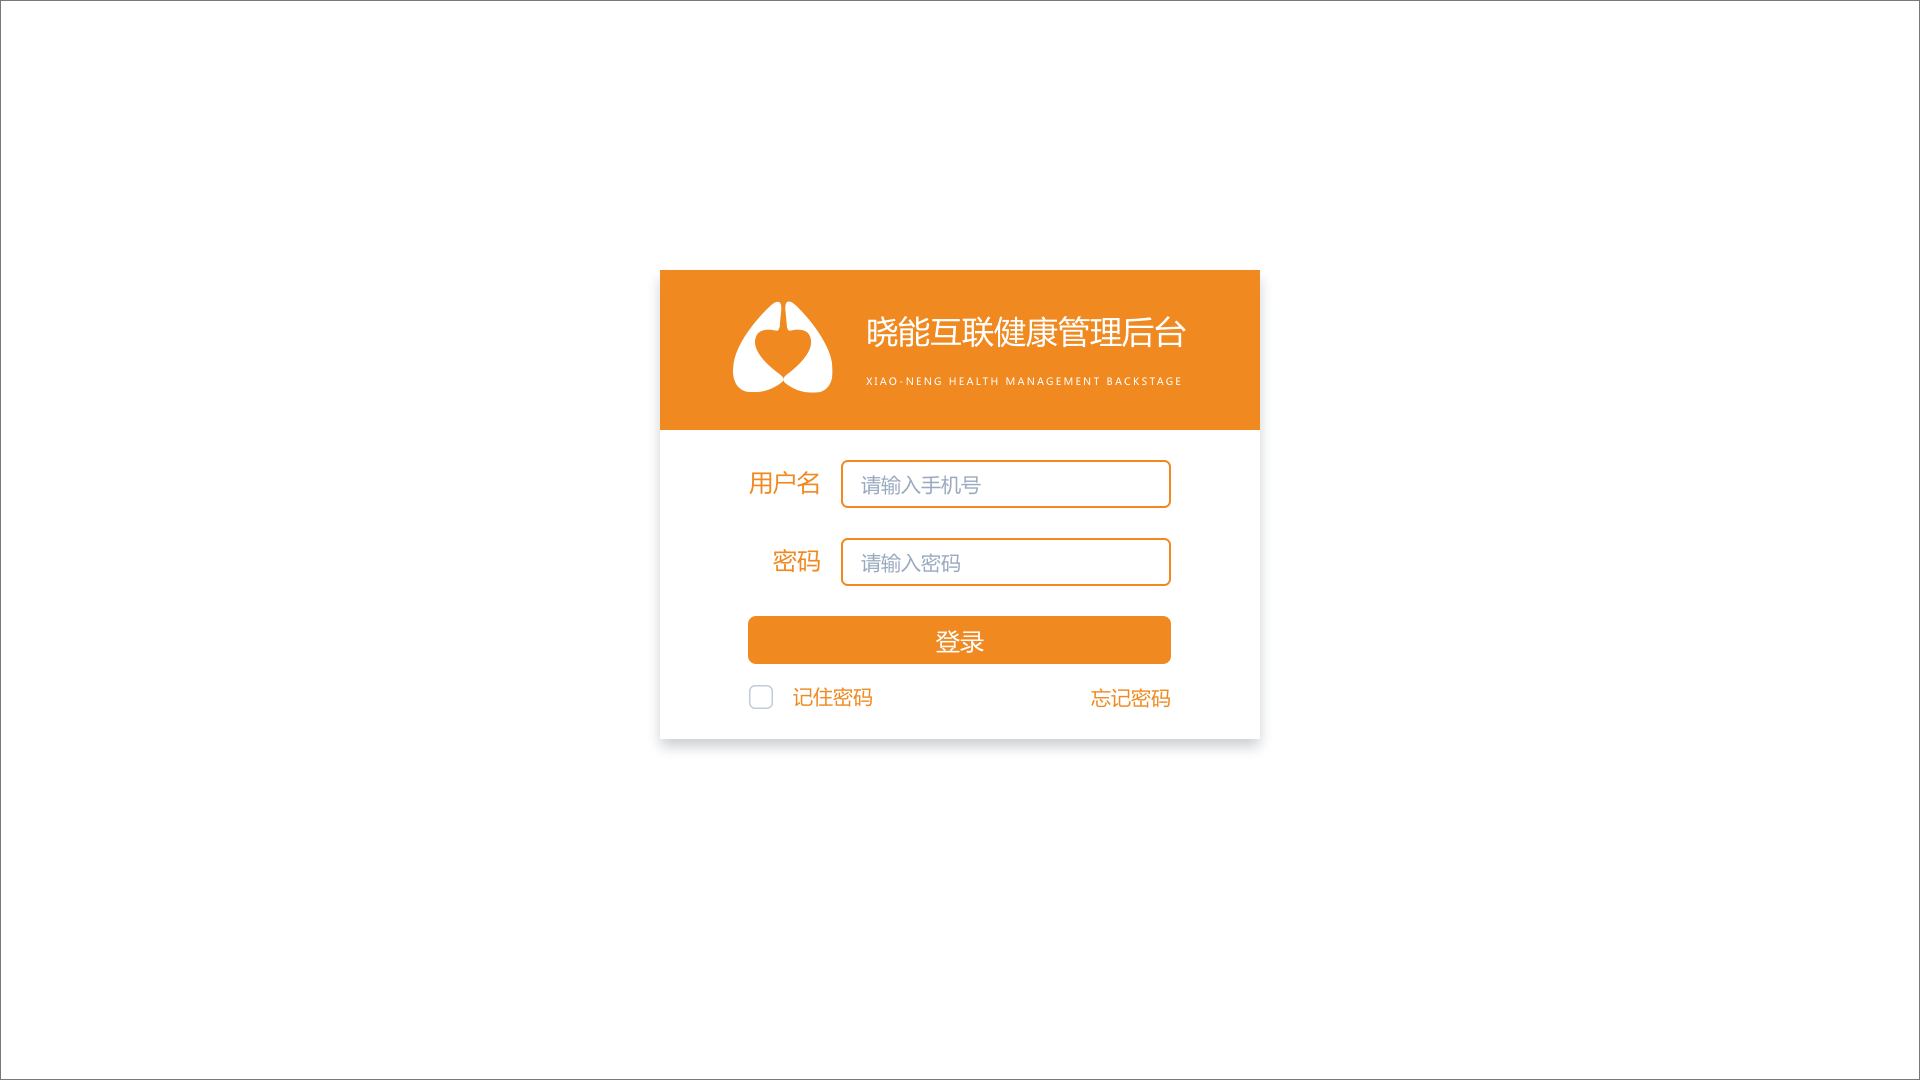 晓能互联健康管理后台
XIAO-NENG HEALTH MANAGEMENT BACKSTAGE
用户名 请输入手机号
密码 请输入密码
登录
记住密码 忘记密码